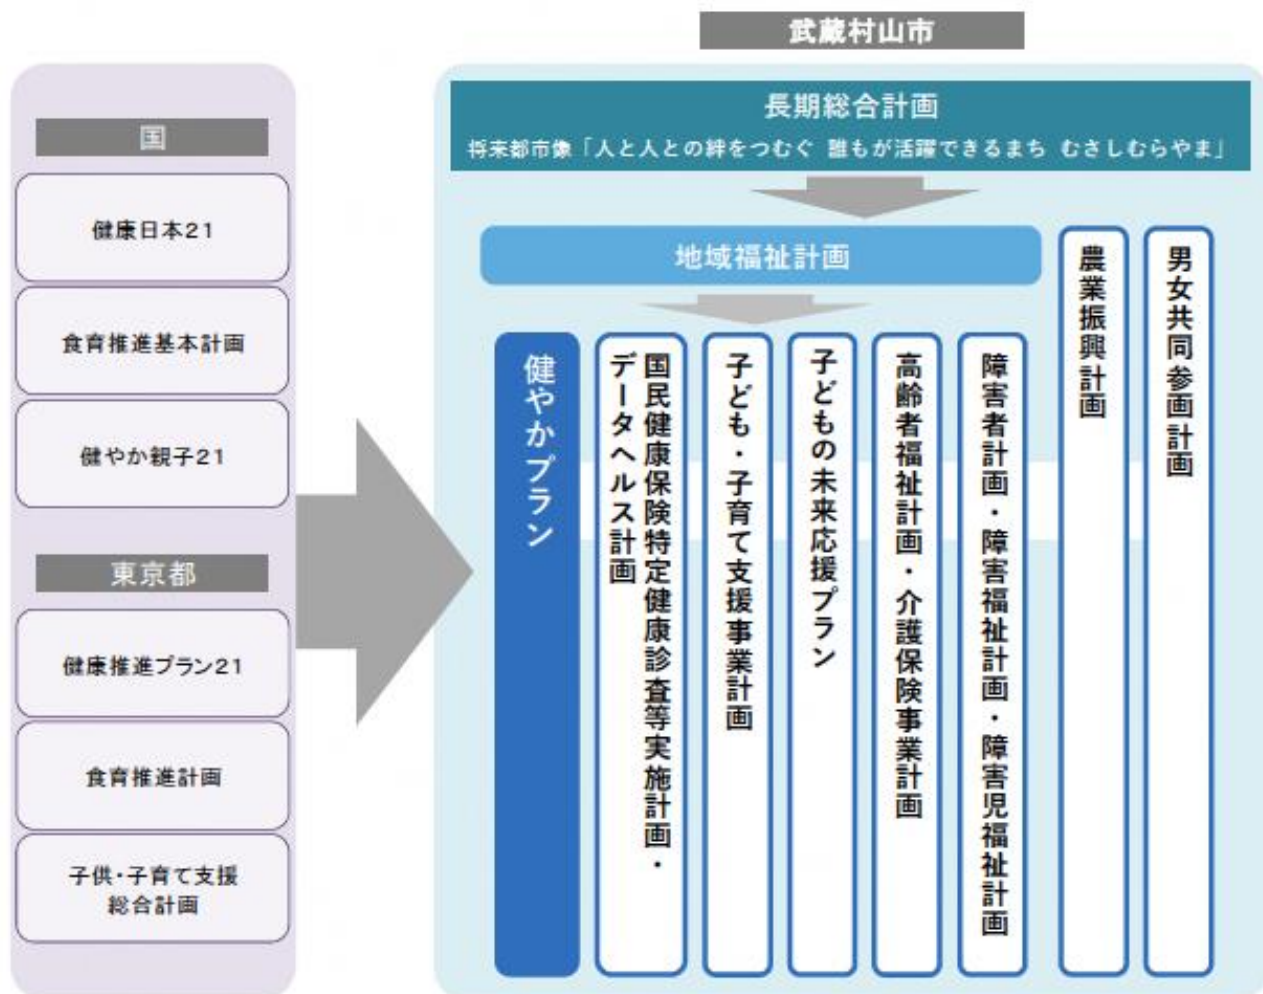 武蔵村山市
国
健康日本21
食育推進基本計画
健やか親子21
東京都
健康推進プラン21
食育推進計画
子供・子育て支援
総合計画
長期総合計画
将来都市像「人と人との絆をつむぐ 誰もが活躍できるまち むさしむらやま」
地域福祉計画
健やかプラン
国民健康保険特定健康診査等実施計画・
データヘルス計画
子ども・子育て支援事業計画
子どもの未来応援プラン
高齢者福祉計画・介護保険事業計画
障害者計画・障害福祉計画・障害児福祉計画
農業振興計画
男女共同参画計画